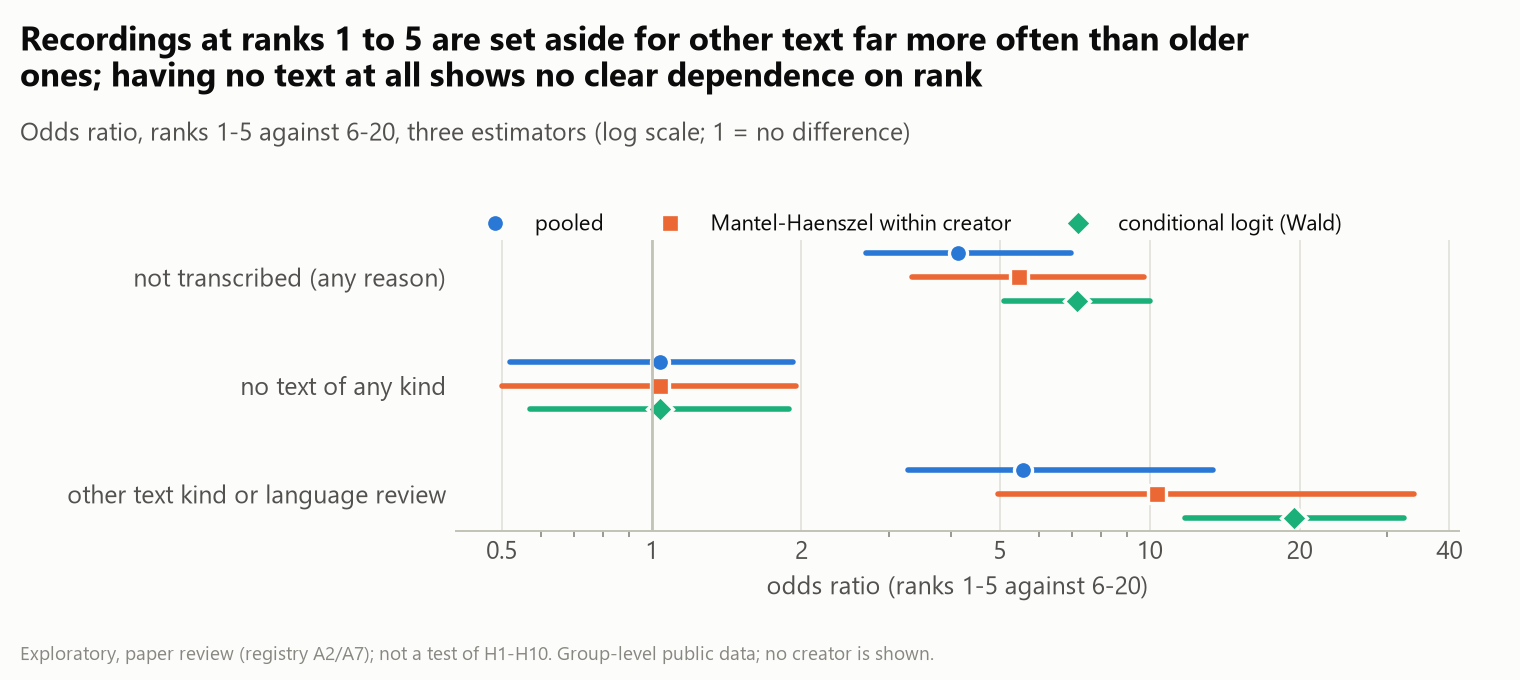 Recordings at ranks 1 to 5 are set aside for other text far more often than older
ones; having no text at all shows no clear dependence on rank
Odds ratio, ranks 1-5 against 6-20, three estimators (log scale; 1 = no difference)
pooled
Mantel-Haenszel within creator
conditional logit (Wald)
not transcribed (any reason)
no text of any kind
other text kind or language review
0.5 1 2 5 10 20 40
odds ratio (ranks 1-5 against 6-20)
Exploratory, paper review (registry A2/A7); not a test of H1-H10. Group-level public data; no creator is shown.